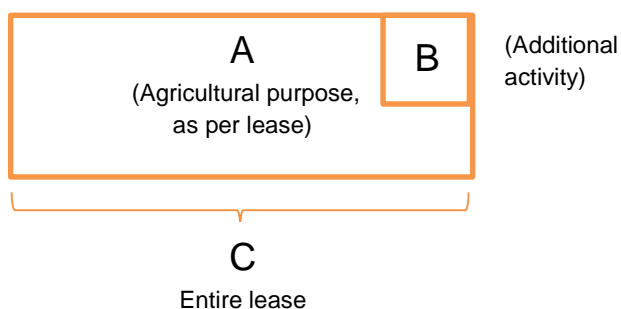 A
(Agricultural purpose,
as per lease)
B
(Additional
activity)
C
Entire lease